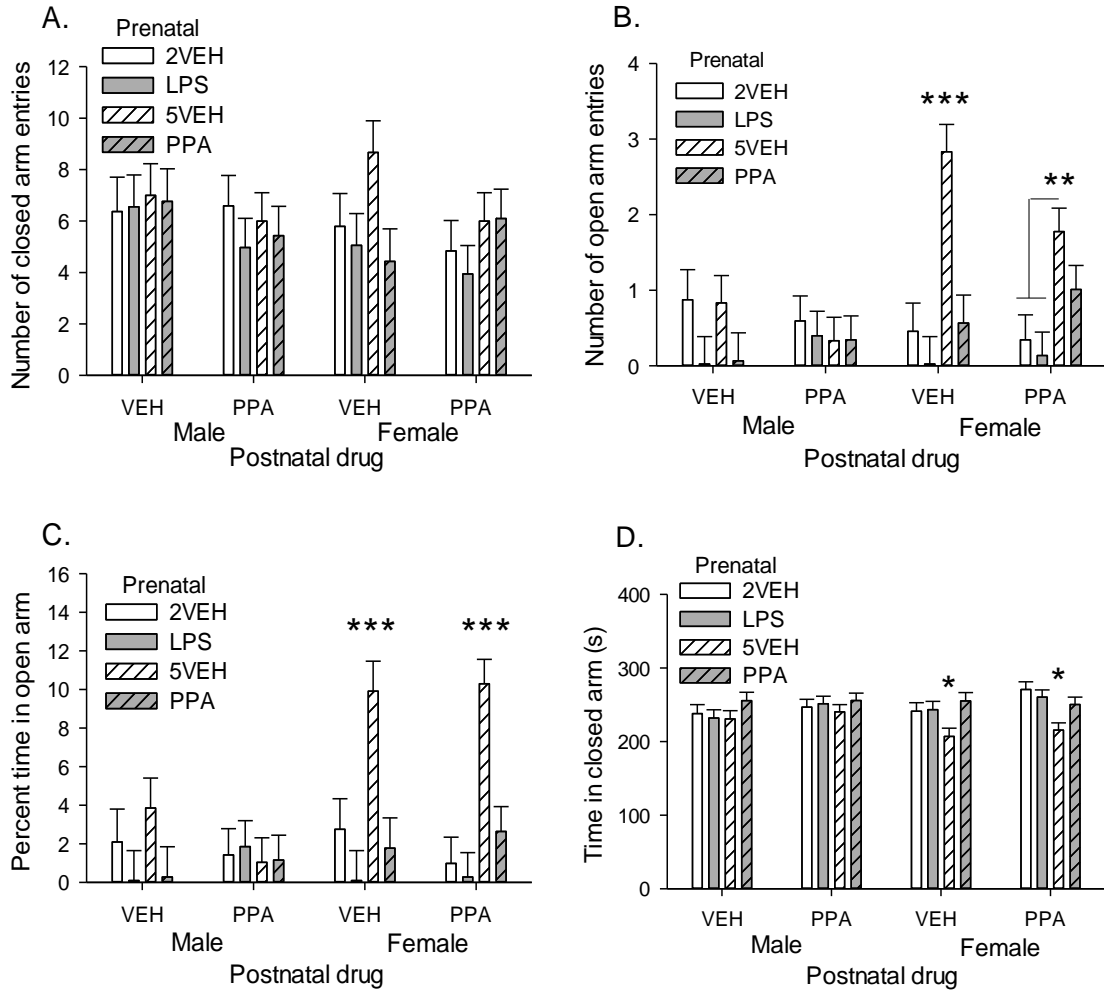 A.
Prenatal
2VEH
LPS
5VEH
PPA
Number of closed arm entries
12
10
8
6
4
2
0
VEH PPA VEH PPA
Male Female
Postnatal drug
B.
Prenatal
2VEH
LPS
5VEH
PPA
Number of open arm entries
4
3
2
1
0
***
**
VEH PPA VEH PPA
Male Female
Postnatal drug
C.
Prenatal
2VEH
LPS
5VEH
PPA
Percent time in open arm
16
14
12
10
8
6
4
2
0
*** ***
VEH PPA VEH PPA
Male Female
Postnatal drug
D.
Prenatal
2VEH
LPS
5VEH
PPA
Time in closed arm (s)
400
300
200
100
0
* *
VEH PPA VEH PPA
Male Female
Postnatal drug